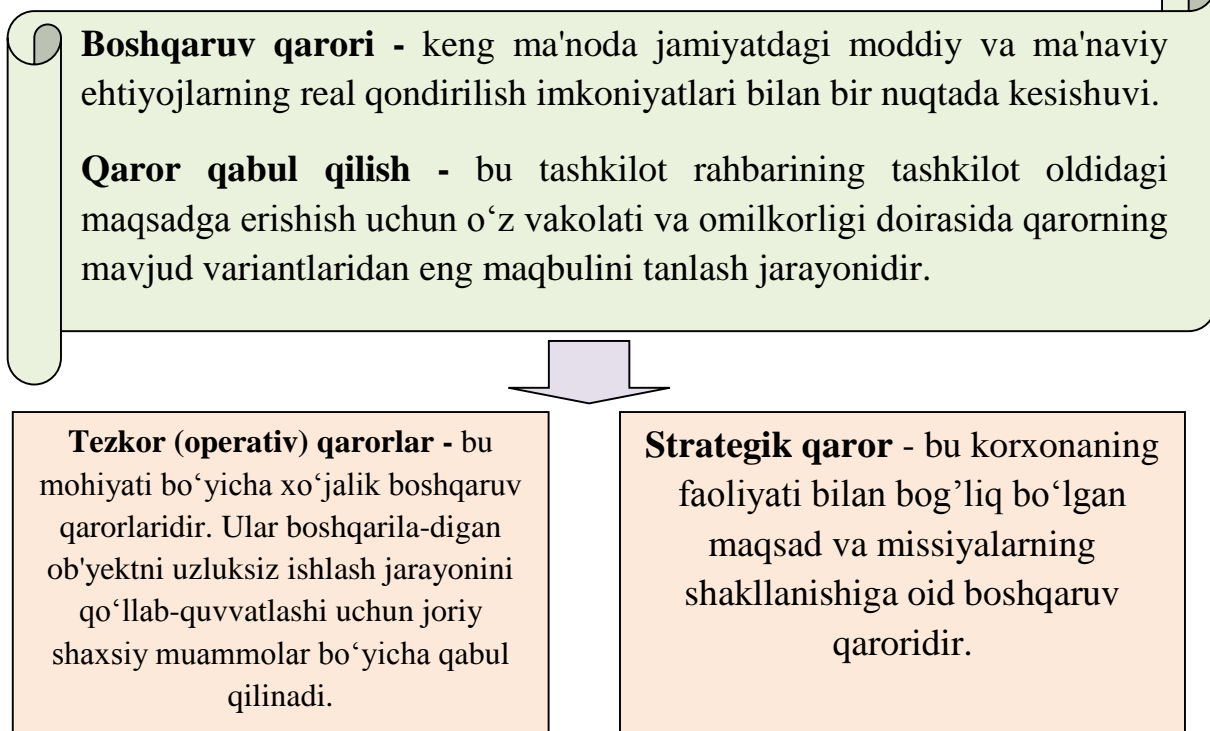 Boshqaruv qarori - keng ma'noda jamiyatdagi moddiy va ma'naviy
ehtiyojlarning real qondirilish imkoniyatlari bilan bir nuqtada kesishuvi.
Qaror qabul qilish - bu tashkilot rahbarining tashkilot oldidagi
maqsadga erishish uchun o‘z vakolati va omilkorligi doirasida qarorning
mavjud variantlaridan eng maqbulini tanlash jarayonidir.
Tezkor (operativ) qarorlar - bu
mohiyati bo‘yicha xo‘jalik boshqaruv
qarorlaridir. Ular boshqarila-digan
ob'yektni uzluksiz ishlash jarayonini
qo‘llab-quvvatlashi uchun joriy
shaxsiy muammolar bo‘yicha qabul
qilinadi.
Strategik qaror - bu korxonaning
faoliyati bilan bog’liq bo‘lgan
maqsad va missiyalarning
shakllanishiga oid boshqaruv
qaroridir.